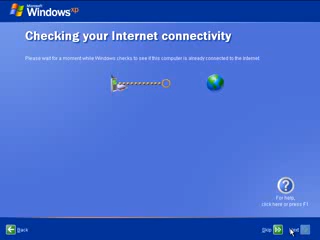 Microsoft
Windows xp
Checking your Internet connectivity
Please wait for a moment while Windows checks to see if this computer is already connected to the Internet
For help,
click here or press F1
Back
Skip
Next